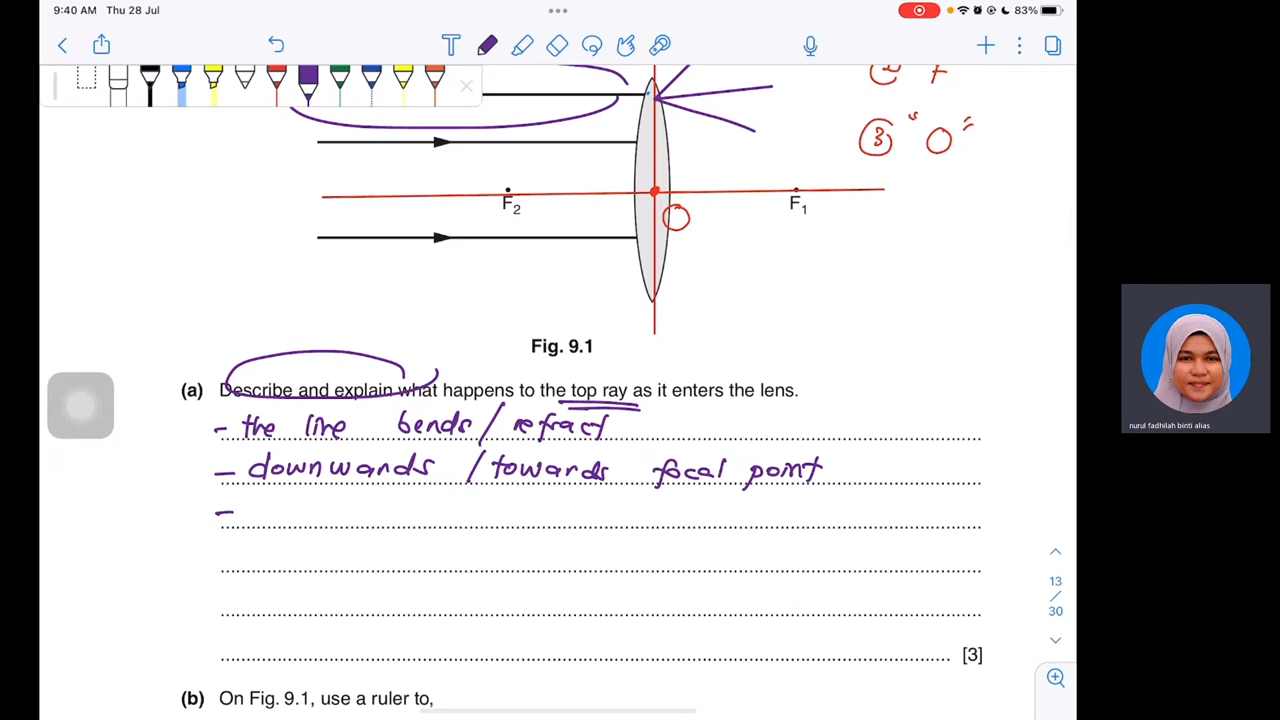 9:40 AM Thu 28 Jul
83%
T
③ "O"
F2
F1
O
Fig. 9.1
(a) Describe and explain what happens to the top ray as it enters the lens.
- the line bends / refract
- downwards / towards focal point
-
[3]
(b) On Fig. 9.1, use a ruler to,
13
/
30
nurul fadhilah binti alias